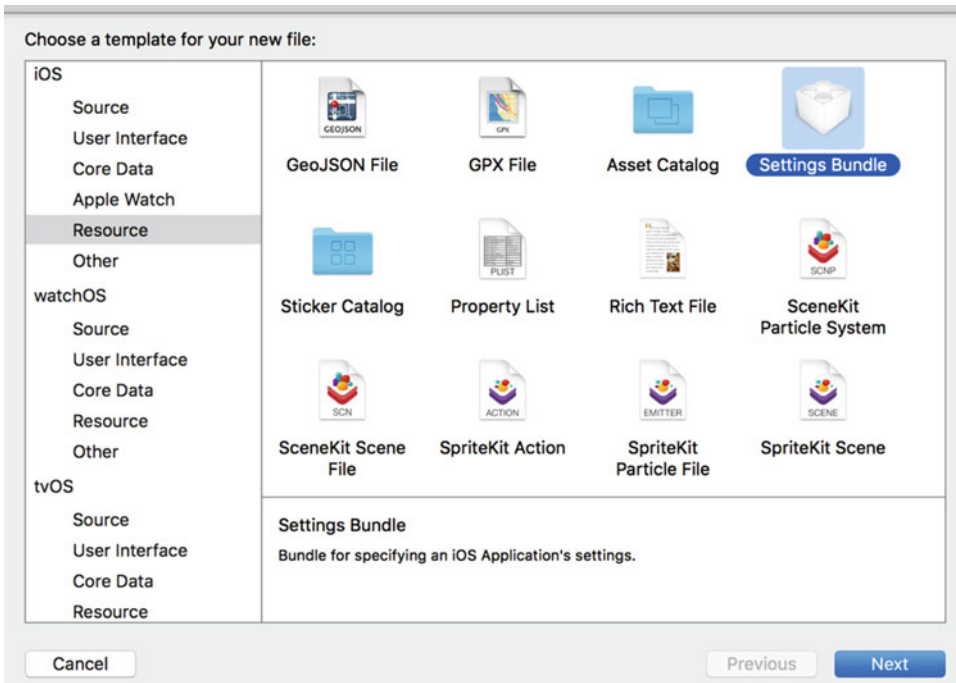 Choose a template for your new file:
iOS
Source
User Interface
Core Data
Apple Watch
Resource
Other
watchOS
Source
User Interface
Core Data
Resource
Other
tvOS
Source
User Interface
Core Data
Resource
GEOJSON
GPX
GeoJSON File
GPX File
Asset Catalog
Settings Bundle
PLIST
SCNP
Sticker Catalog
Property List
Rich Text File
SceneKit
Particle System
SCN
ACTION
EMITTER
SCENE
SceneKit Scene
File
SpriteKit Action
SpriteKit
Particle File
SpriteKit Scene
Settings Bundle
Bundle for specifying an iOS Application's settings.
Cancel
Previous
Next